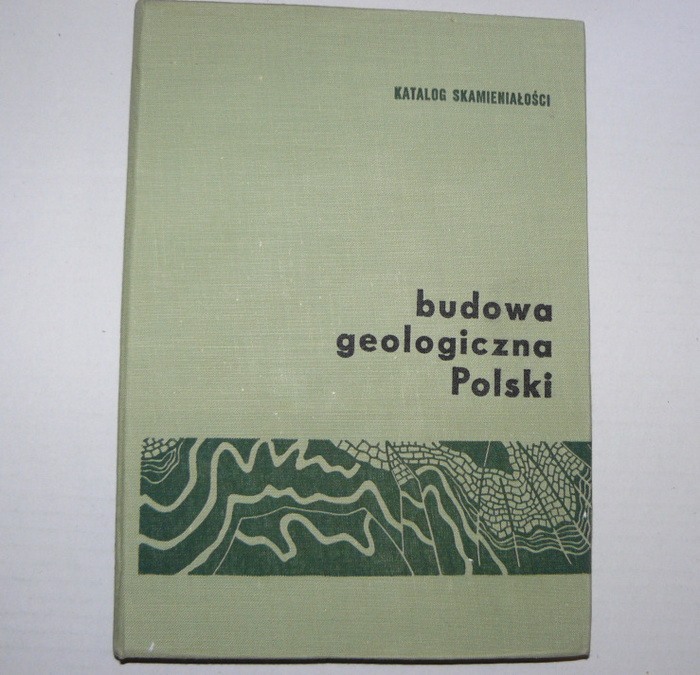 KATALOG SKAMIENIAŁOŚCI
budowa
geologiczna
Polski